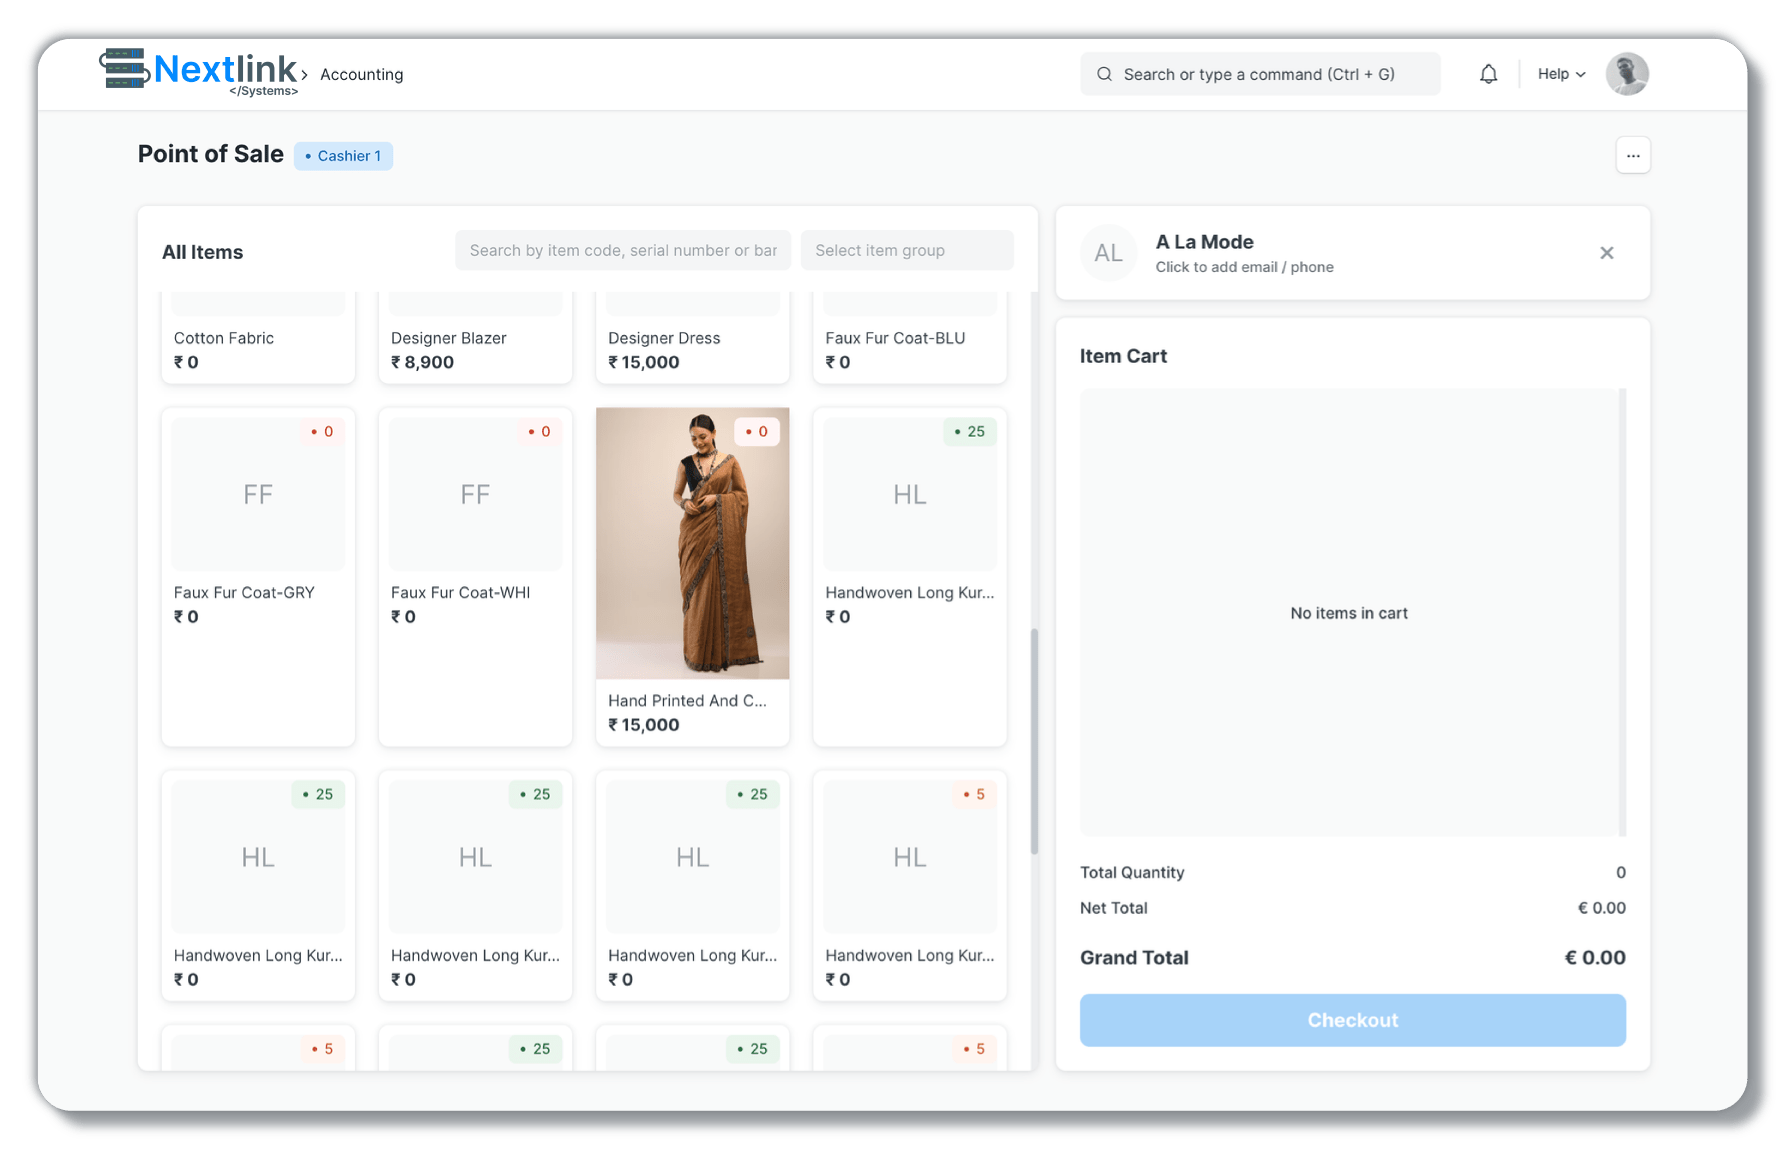 Nextlink
</Systems>
Accounting
Search or type a command (Ctrl + G)
Help
Point of Sale
• Cashier 1
...
All Items
Search by item code, serial number or bar
Select item group
Cotton Fabric
₹ 0
Designer Blazer
₹ 8,900
Designer Dress
₹ 15,000
Faux Fur Coat-BLU
₹ 0
• 0
FF
Faux Fur Coat-GRY
₹ 0
• 0
FF
Faux Fur Coat-WHI
₹ 0
• 0
Hand Printed And C...
₹ 15,000
• 25
HL
Handwoven Long Kur...
₹ 0
• 25
HL
Handwoven Long Kur...
₹ 0
• 25
HL
Handwoven Long Kur...
₹ 0
• 25
HL
Handwoven Long Kur...
₹ 0
• 5
HL
Handwoven Long Kur...
₹ 0
• 5
• 25
• 25
• 5
AL
A La Mode
Click to add email / phone
Item Cart
No items in cart
Total Quantity 0
Net Total € 0.00
Grand Total € 0.00
Checkout